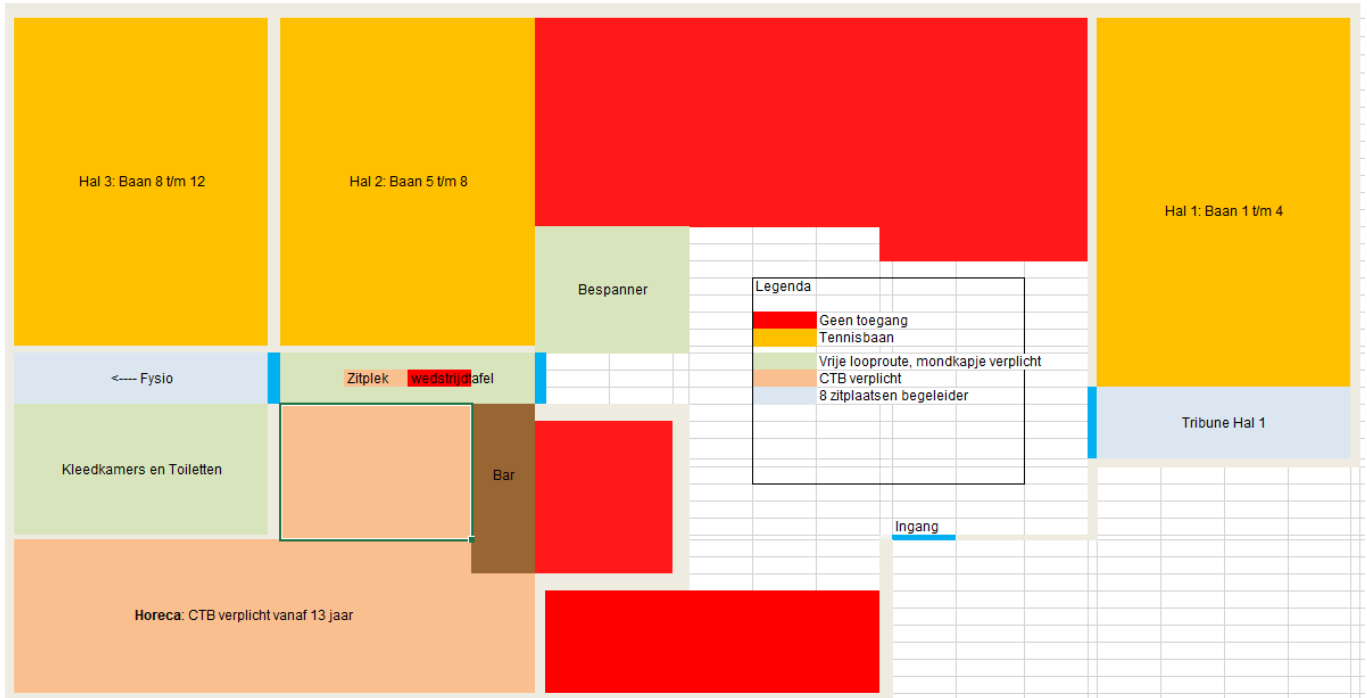 Hal 3: Baan 8 t/m 12
Hal 2: Baan 5 t/m 8
Hal 1: Baan 1 t/m 4
Bespanner
Legenda
Geen toegang
Tennisbaan
Vrije looproute, mondkapje verplicht
CTB verplicht
8 zitplaatsen begeleider
<---- Fysio
Zitplek wedstrijdtafel
Tribune Hal 1
Kleedkamers en Toiletten
Bar
Ingang
Horeca: CTB verplicht vanaf 13 jaar